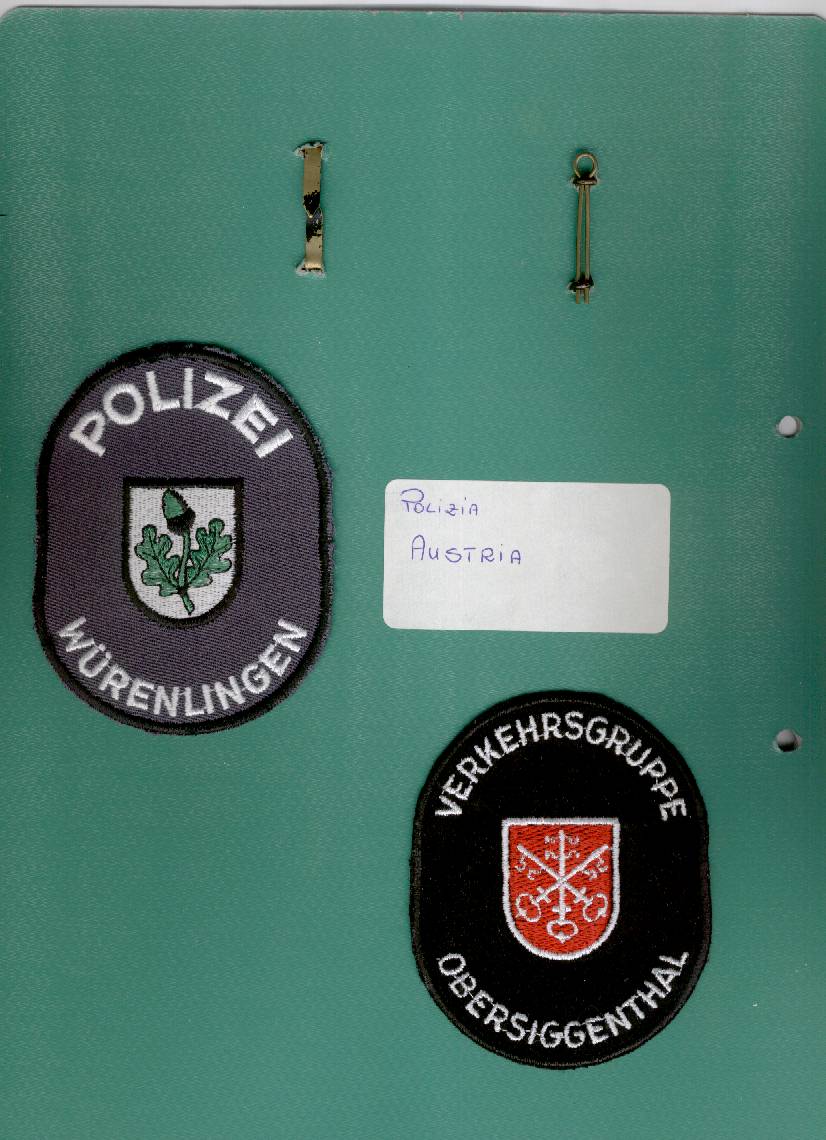 POLIZEI
WÜRENLINGEN
POLIZIA
AUSTRIA
VERKEHRSGRUPPE
OBERSIGGENTHAL